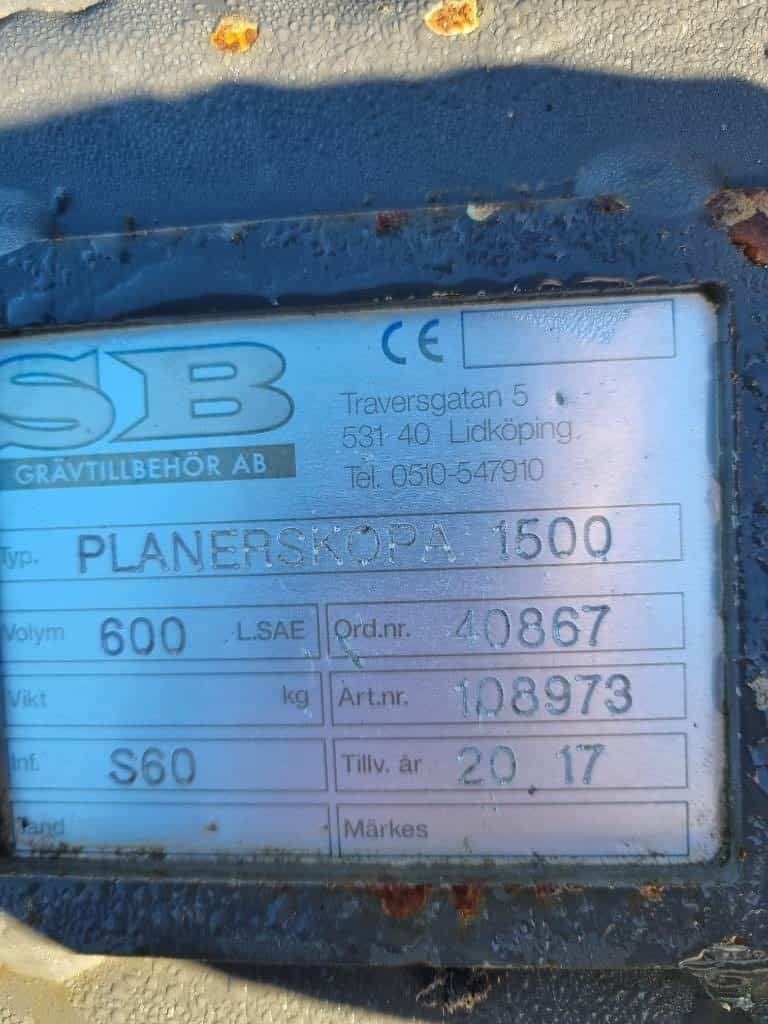 SB
GRÄVTILLBEHÖR AB
CE
Traversgatan 5
531 40 Lidköping.
Tel. 0510-547910
Typ. PLANERSKOPA 1500
Volym 600 L.SAE Ord.nr. 40867
Vikt kg Art.nr. 108973
Inf. S60 Tillv. år 20 17
Märkes